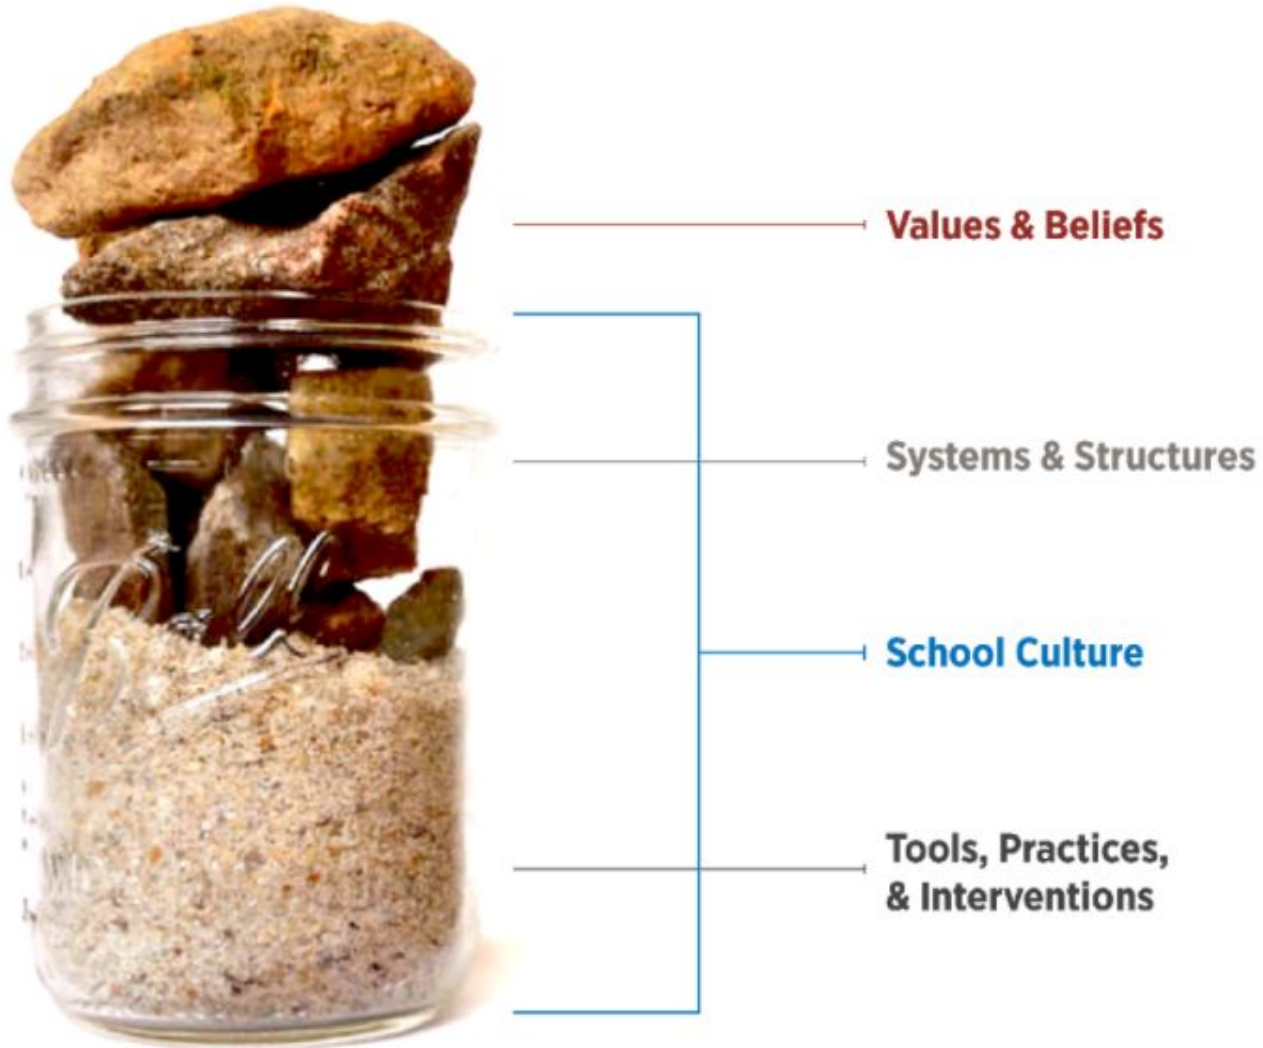 Values & Beliefs
Systems & Structures
School Culture
Tools, Practices,
& Interventions